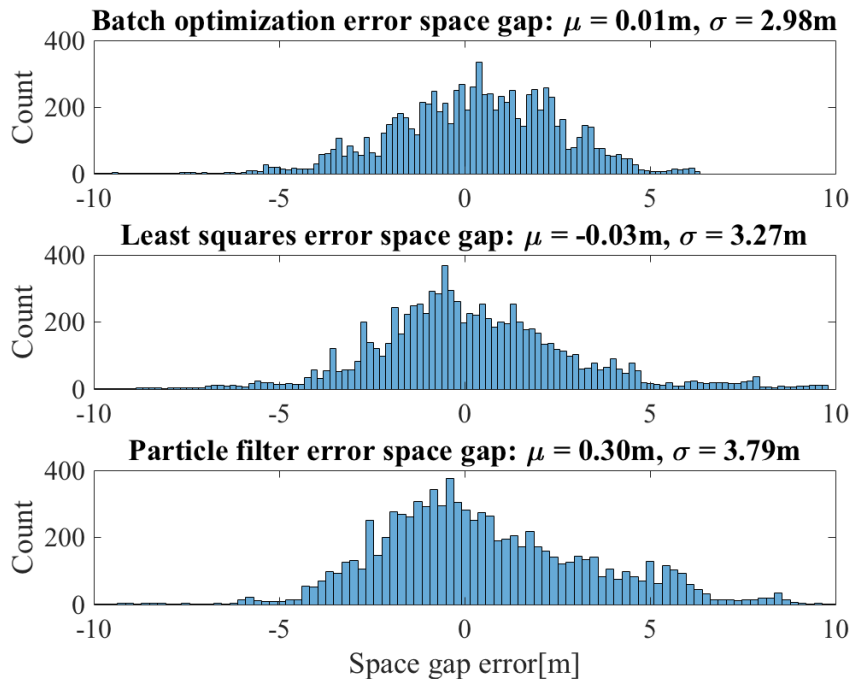 Batch optimization error space gap: μ = 0.01m, σ = 2.98m
400
200
0
Count
-10 -5 0 5 10
Least squares error space gap: μ = -0.03m, σ = 3.27m
400
200
0
Count
-10 -5 0 5 10
Particle filter error space gap: μ = 0.30m, σ = 3.79m
400
200
0
Count
-10 -5 0 5 10
Space gap error[m]